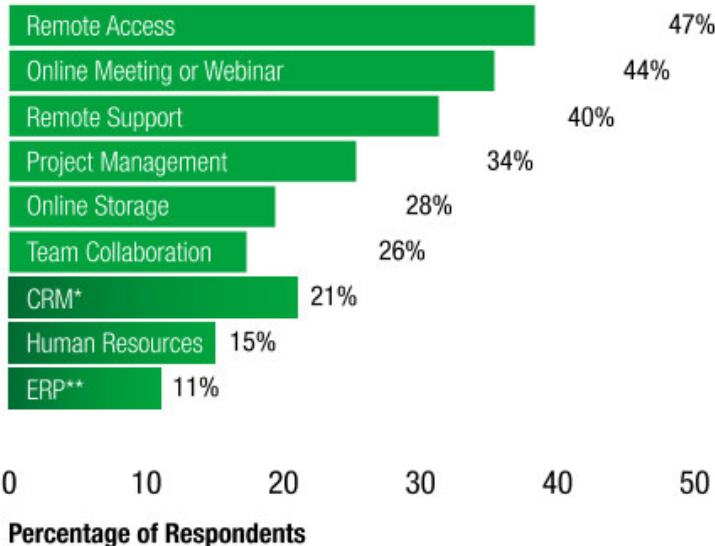 Remote Access 47%
Online Meeting or Webinar 44%
Remote Support 40%
Project Management 34%
Online Storage 28%
Team Collaboration 26%
CRM* 21%
Human Resources 15%
ERP** 11%
0 10 20 30 40 50
Percentage of Respondents